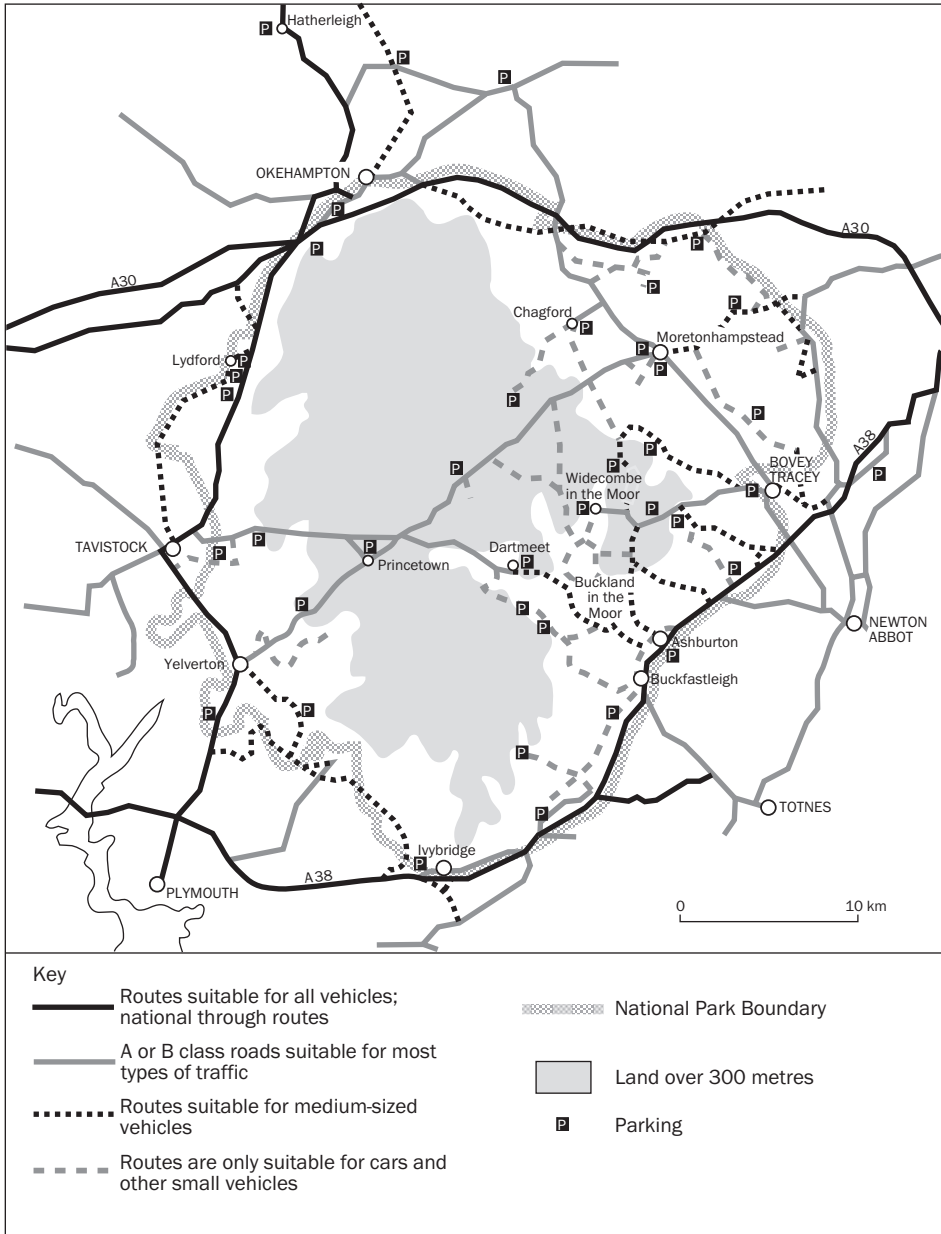 P
Hatherleigh
P
P
OKEHAMPTON
P
P
A30
P
A30
P
P
Chagford
P
P
Moretonhampstead
P
Lydford
P
P
P
P
P
P
P
A38
P
P
BOVEY
TRACEY
P
P
Widecombe
in the Moor
P
P
P
TAVISTOCK
P
P
P
Princetown
Dartmeet
P
P
Buckland
in the
Moor
P
P
P
NEWTON
ABBOT
Ashburton
P
Yelverton
Buckfastleigh
P
P
P
P
P
TOTNES
Ivybridge
P
A38
PLYMOUTH
0 10 km
Key
Routes suitable for all vehicles;
national through routes
A or B class roads suitable for most
types of traffic
Routes suitable for medium-sized
vehicles
Routes are only suitable for cars and
other small vehicles
National Park Boundary
Land over 300 metres
P Parking